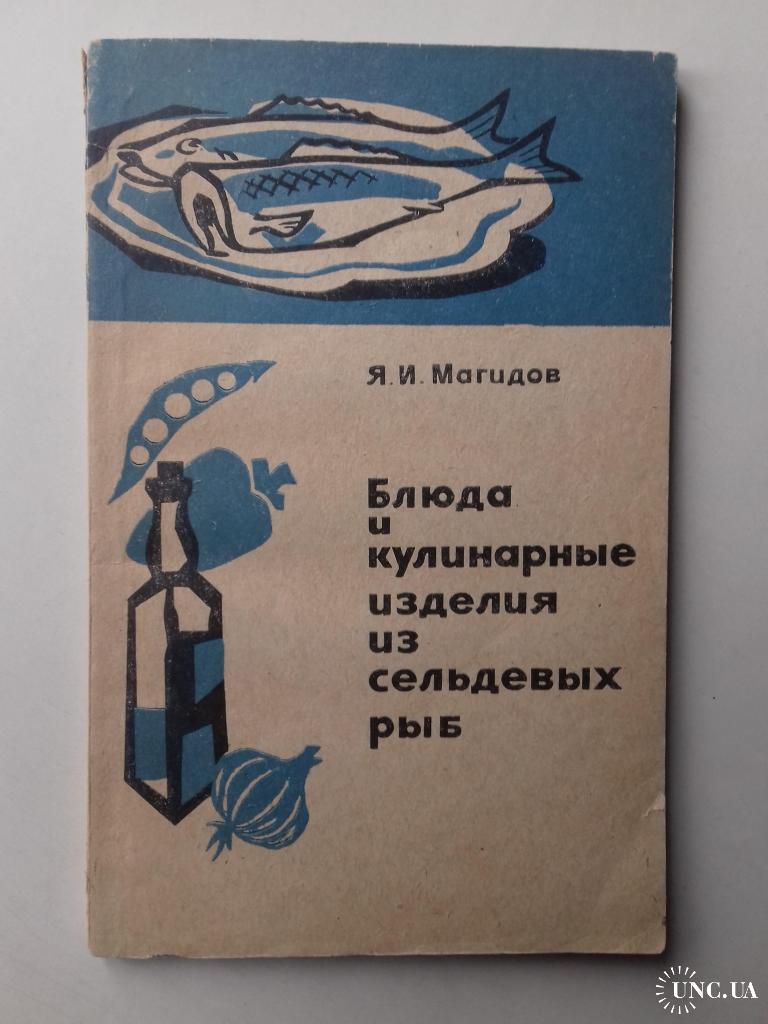 Я. И. Магидов
Блюда
и
кулинарные
изделия
из
сельдевых
рыб
UNC.UA